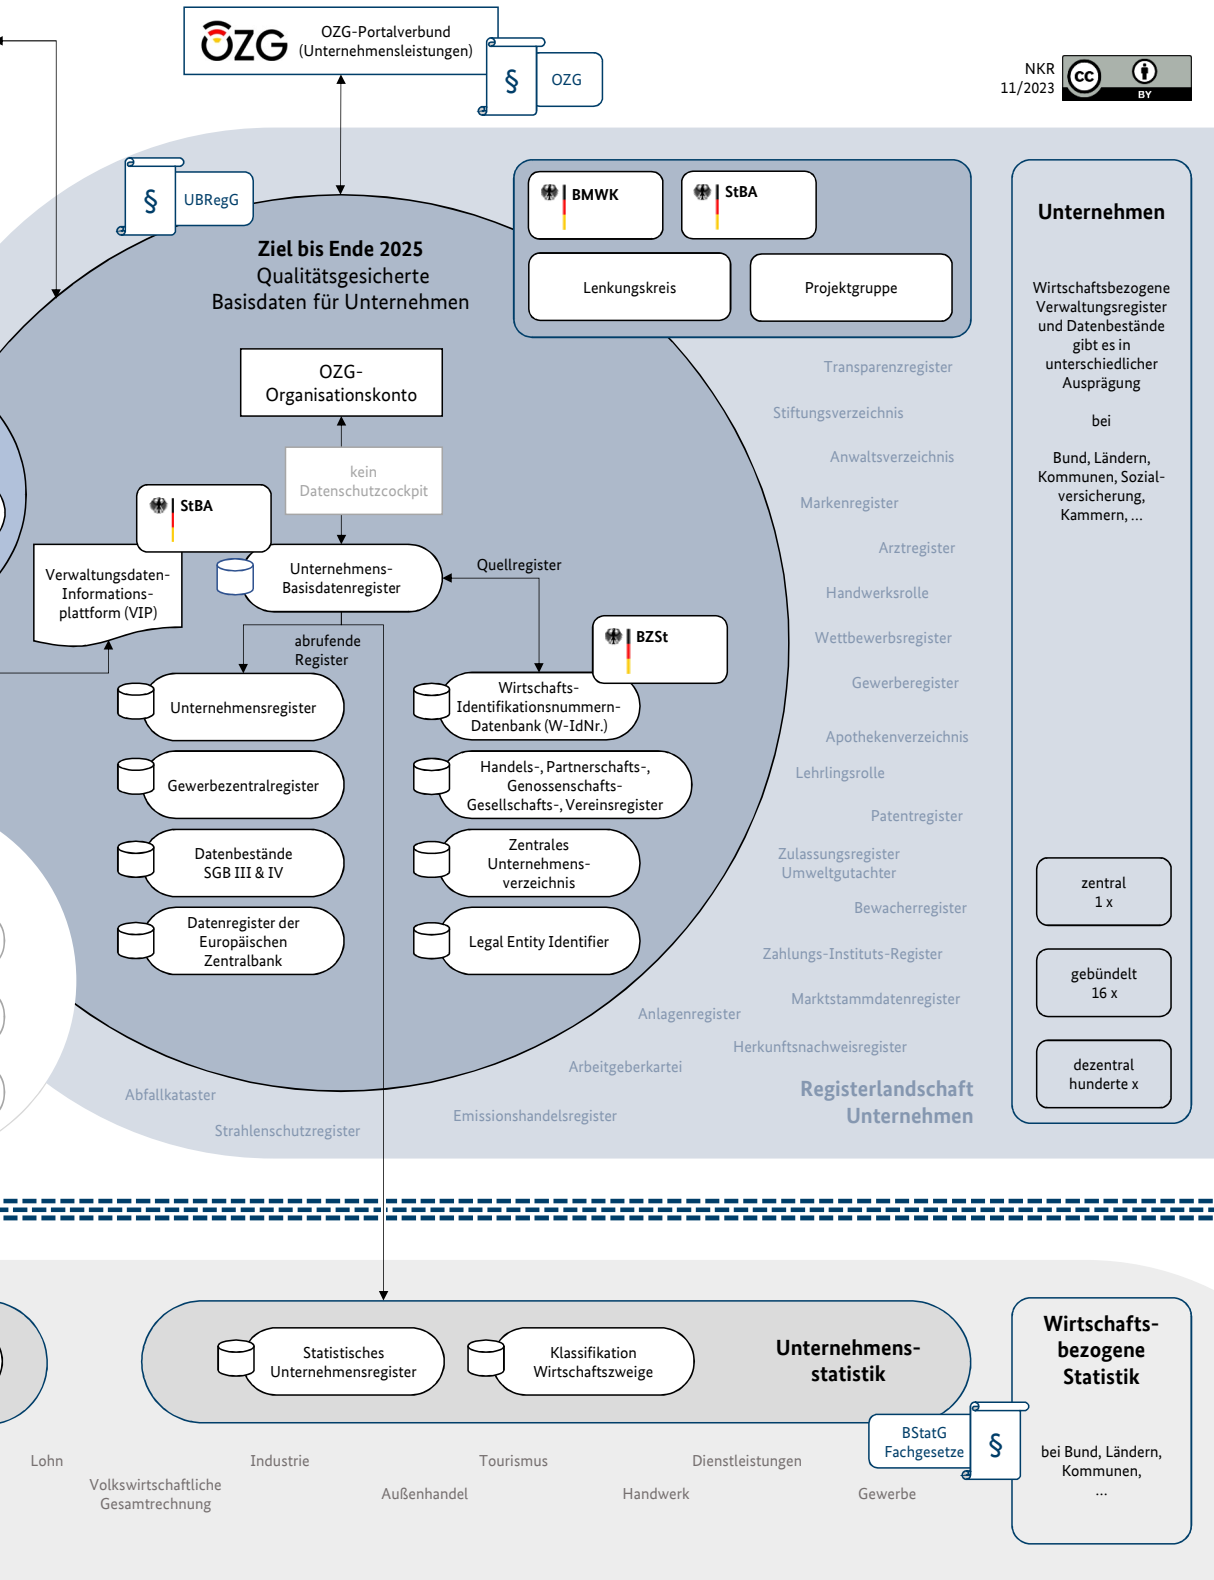 ÖZG
OZG-Portalverbund
(Unternehmensleistungen)
§
OZG
NKR
11/2023
cc
BY
§
UBRegG
BMWK
StBA
Lenkungskreis
Projektgruppe
Unternehmen
Wirtschaftsbezogene
Verwaltungsregister
und Datenbestände
gibt es in
unterschiedlicher
Ausprägung
bei
Bund, Ländern,
Kommunen, Sozial-
versicherung,
Kammern, ...
zentral
1 x
gebündelt
16 x
dezentral
hunderte x
Ziel bis Ende 2025
Qualitätsgesicherte
Basisdaten für Unternehmen
OZG-
Organisationskonto
kein
Datenschutzcockpit
StBA
Verwaltungsdaten-
Informations-
plattform (VIP)
Unternehmens-
Basisdatenregister
Quellregister
abrufende
Register
BZSt
Unternehmensregister
Wirtschafts-
Identifikationsnummern-
Datenbank (W-IdNr.)
Gewerbezentralregister
Handels-, Partnerschafts-,
Genossenschafts-
Gesellschafts-, Vereinsregister
Datenbestände
SGB III & IV
Zentrales
Unternehmens-
verzeichnis
Datenregister der
Europäischen
Zentralbank
Legal Entity Identifier
Transparenzregister
Stiftungsverzeichnis
Anwaltsverzeichnis
Markenregister
Arztregister
Handwerksrolle
Wettbewerbsregister
Gewerberegister
Apothekenverzeichnis
Lehrlingsrolle
Patentregister
Zulassungsregister
Umweltgutachter
Bewacherregister
Zahlungs-Instituts-Register
Marktstammdatenregister
Anlagenregister
Herkunftsnachweisregister
Arbeitgeberkartei
Abfallkataster
Emissionshandelsregister
Strahlenschutzregister
Registerlandschaft
Unternehmen
Statistisches
Unternehmensregister
Klassifikation
Wirtschaftszweige
Unternehmens-
statistik
BStatG
Fachgesetze
§
Wirtschafts-
bezogene
Statistik
bei Bund, Ländern,
Kommunen,
...
Lohn
Industrie
Tourismus
Dienstleistungen
Volkswirtschaftliche
Gesamtrechnung
Außenhandel
Handwerk
Gewerbe